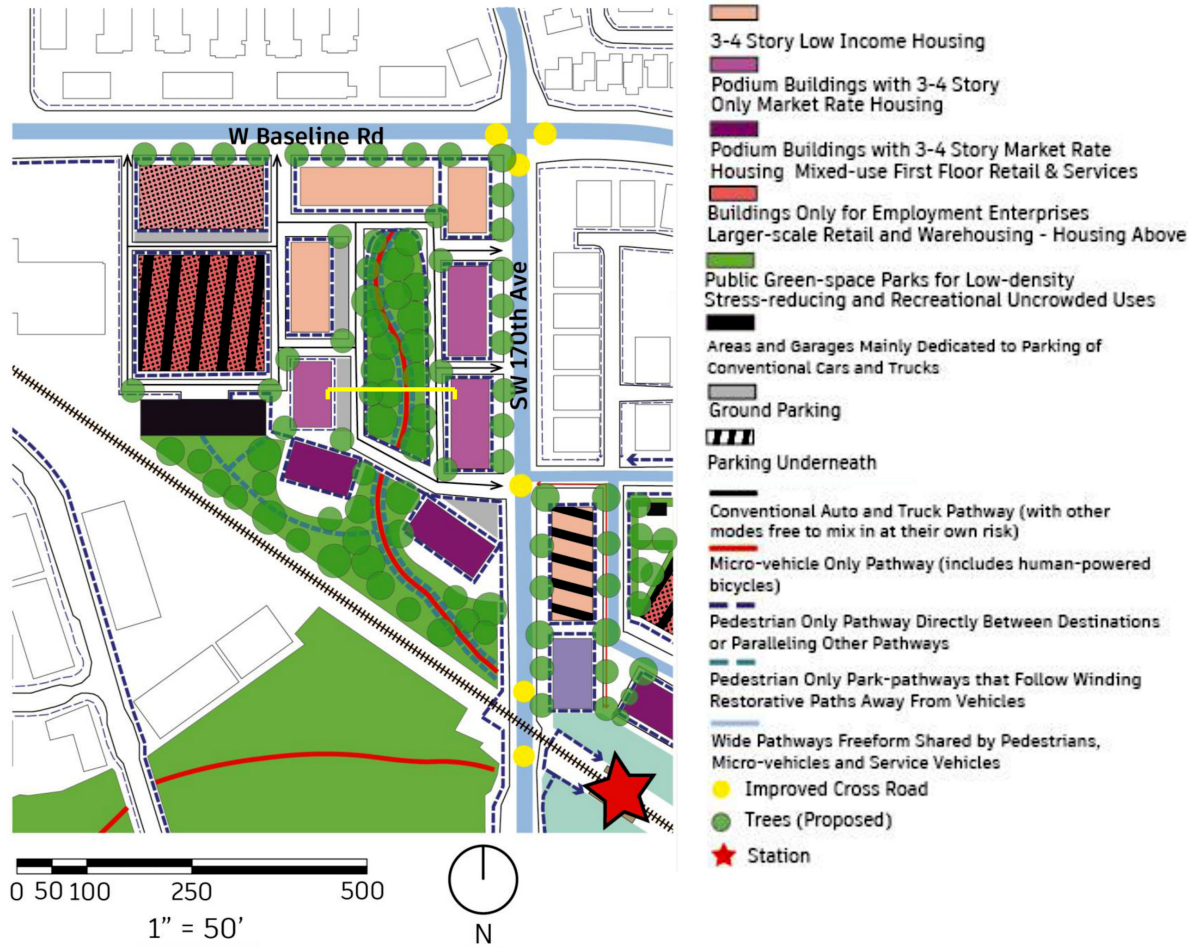 W Baseline Rd
SW 170th Ave
0 50 100 250 500
1" = 50'
N
3-4 Story Low Income Housing
Podium Buildings with 3-4 Story
Only Market Rate Housing
Podium Buildings with 3-4 Story Market Rate
Housing Mixed-use First Floor Retail & Services
Buildings Only for Employment Enterprises
Larger-scale Retail and Warehousing - Housing Above
Public Green-space Parks for Low-density
Stress-reducing and Recreational Uncrowded Uses
Areas and Garages Mainly Dedicated to Parking of
Conventional Cars and Trucks
Ground Parking
Parking Underneath
Conventional Auto and Truck Pathway (with other
modes free to mix in at their own risk)
Micro-vehicle Only Pathway (includes human-powered
bicycles)
Pedestrian Only Pathway Directly Between Destinations
or Paralleling Other Pathways
Pedestrian Only Park-pathways that Follow Winding
Restorative Paths Away From Vehicles
Wide Pathways Freeform Shared by Pedestrians,
Micro-vehicles and Service Vehicles
Improved Cross Road
Trees (Proposed)
Station